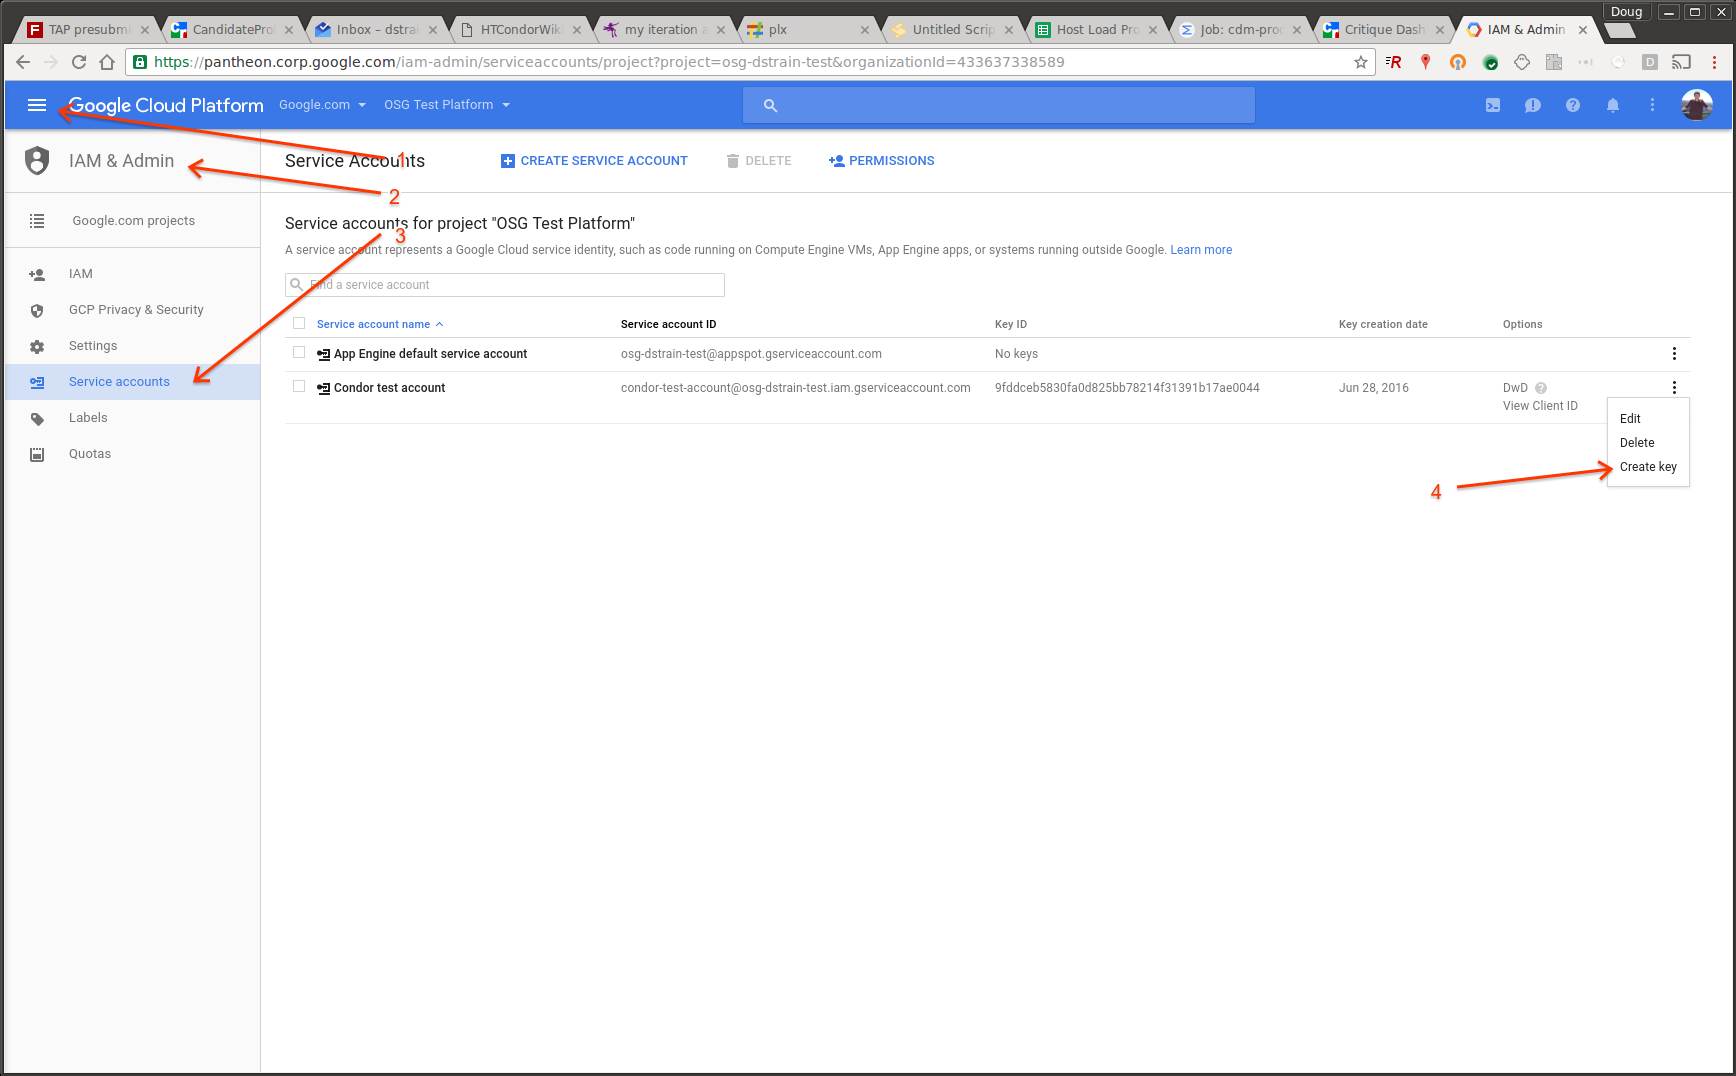 Doug
TAP presubmi
CandidateProl
Inbox – dstrai
HTCondorWiki
my iteration a
plx
Untitled Scrip
Host Load Pro
Job: cdm-proc
Critique Dash
IAM & Admin
https://pantheon.corp.google.com/iam-admin/serviceaccounts/project?project=osg-dstrain-test&organizationId=433637338589
Google Cloud Platform
Google.com
OSG Test Platform
IAM & Admin
Service Accounts
CREATE SERVICE ACCOUNT
DELETE
PERMISSIONS
1
2
3
4
Google.com projects
IAM
GCP Privacy & Security
Settings
Service accounts
Labels
Quotas
Service accounts for project "OSG Test Platform"
A service account represents a Google Cloud service identity, such as code running on Compute Engine VMs, App Engine apps, or systems running outside Google. Learn more
Find a service account
Service account name Service account ID Key ID Key creation date Options
App Engine default service account osg-dstrain-test@appspot.gserviceaccount.com No keys
Condor test account condor-test-account@osg-dstrain-test.iam.gserviceaccount.com 9fddceb5830fa0d825bb78214f31391b17ae0044 Jun 28, 2016 DwD
View Client ID
Edit
Delete
Create key